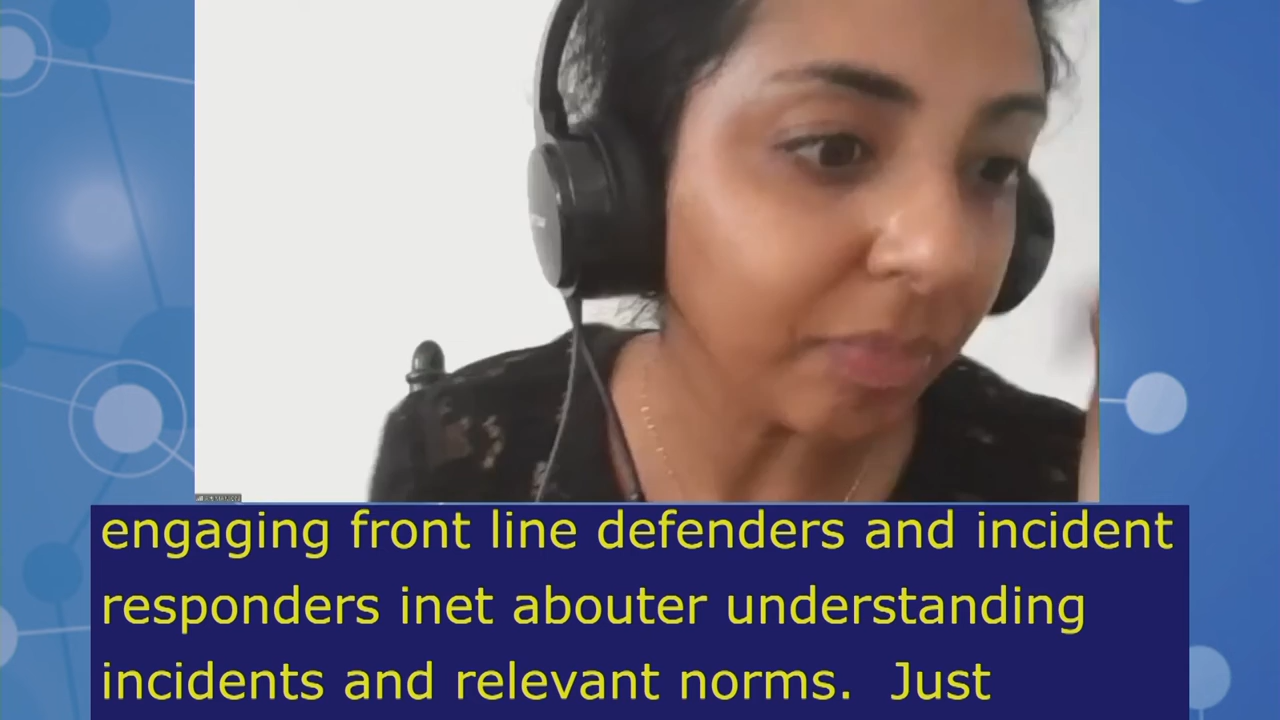 engaging front line defenders and incident
responders inet abouter understanding
incidents and relevant norms.  Just